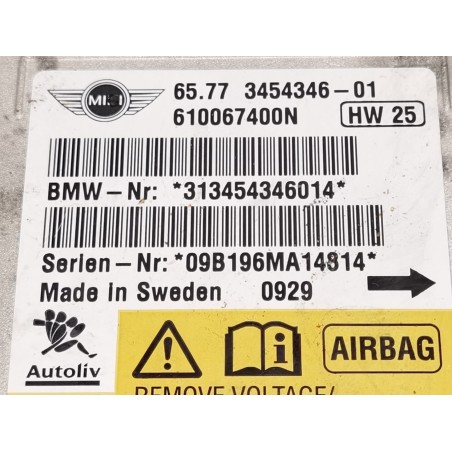 MINI
65.77 3454346-01
610067400N HW 25
BMW-Nr: *313454346014*
Serien-Nr: *09B196MA14814*
Made in Sweden 0929
Autoliv
AIRBAG
REMOVE VOLTAGE/